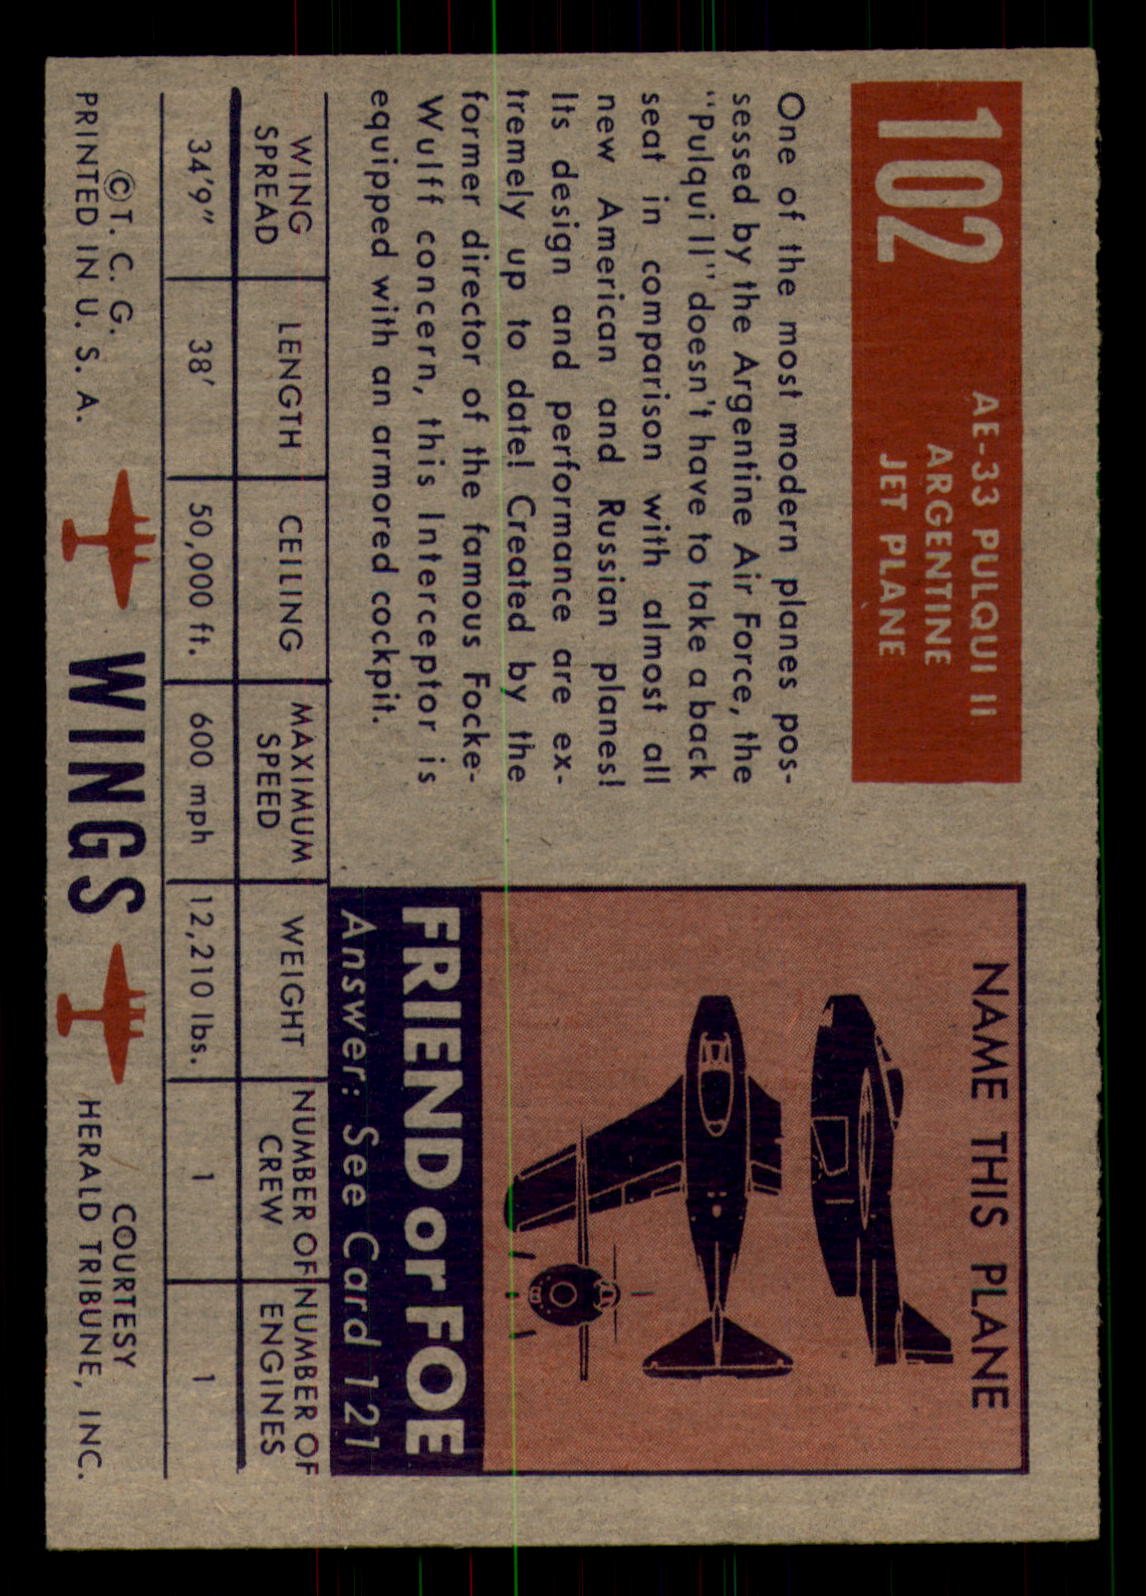 102
AE-33 PULQUI II
ARGENTINE
JET PLANE
One of the most modern planes pos-
sessed by the Argentine Air Force, the
"Pulqui II" doesn't have to take a back
seat in comparison with almost all
new American and Russian planes!
Its design and performance are ex-
tremely up to date! Created by the
former director of the famous Focke-
Wulff concern, this Interceptor is
equipped with an armored cockpit.
NAME THIS PLANE
FRIEND or FOE
Answer: See Card 121
WING SPREAD LENGTH CEILING MAXIMUM SPEED WEIGHT NUMBER OF CREW NUMBER OF ENGINES
34'9" 38' 50,000 ft. 600 mph 12,210 lbs. 1 1
© T. C. G.
PRINTED IN U. S. A.
WINGS
COURTESY
HERALD TRIBUNE, INC.